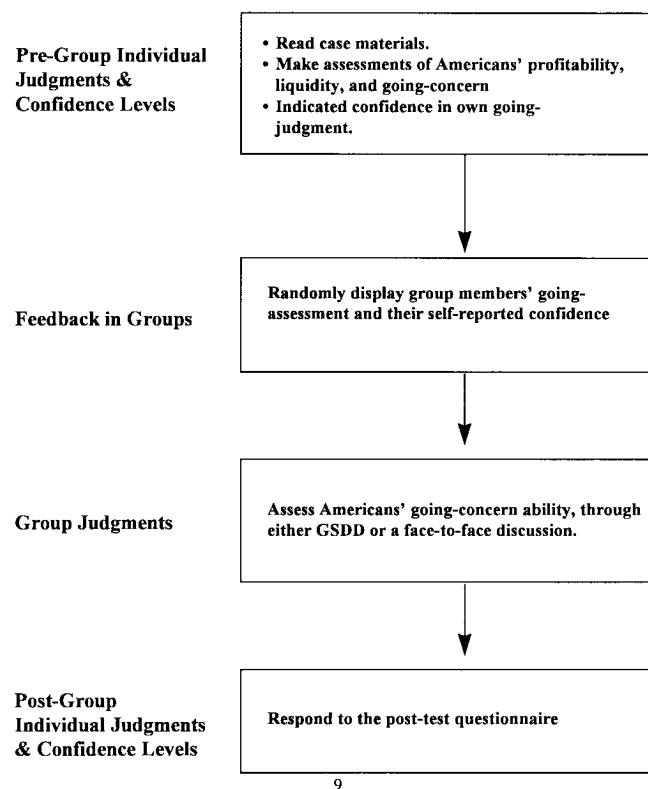 Pre-Group Individual
Judgments &
Confidence Levels
• Read case materials.
• Make assessments of Americans' profitability,
liquidity, and going-concern
• Indicated confidence in own going-
judgment.
Feedback in Groups
Randomly display group members' going-
assessment and their self-reported confidence
Group Judgments
Assess Americans' going-concern ability, through
either GSDD or a face-to-face discussion.
Post-Group
Individual Judgments
& Confidence Levels
Respond to the post-test questionnaire
9